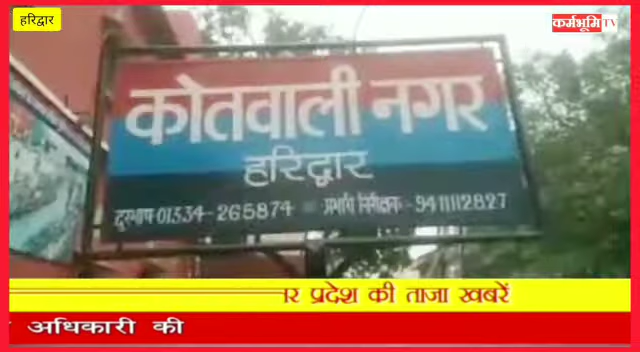 हरिद्वार
कर्मभूमि TV
कोतवाली नगर
हरिद्वार
दूरभाष-01334-265874 प्रभारी निरीक्षक- 9411112827
प्रदेश की ताजा खबरें
अधिकारी की